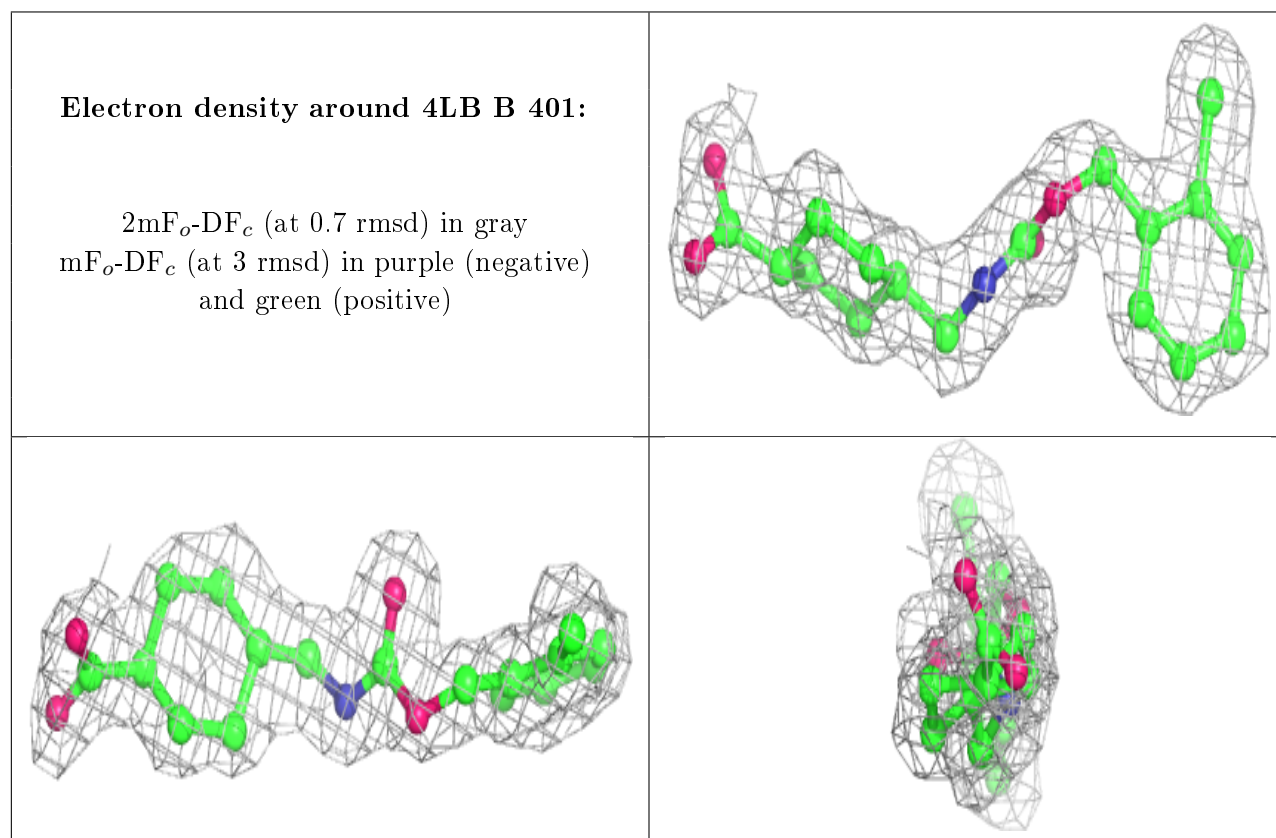 Electron density around 4LB B 401:
2mFₒ-DF𝒸 (at 0.7 rmsd) in gray
mFₒ-DF𝒸 (at 3 rmsd) in purple (negative)
and green (positive)